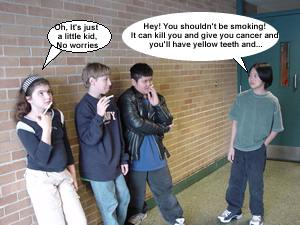 Oh, It's just
a little kid,
No worries
Hey! You shouldn't be smoking!
It can kill you and give you cancer and
you'll have yellow teeth and...